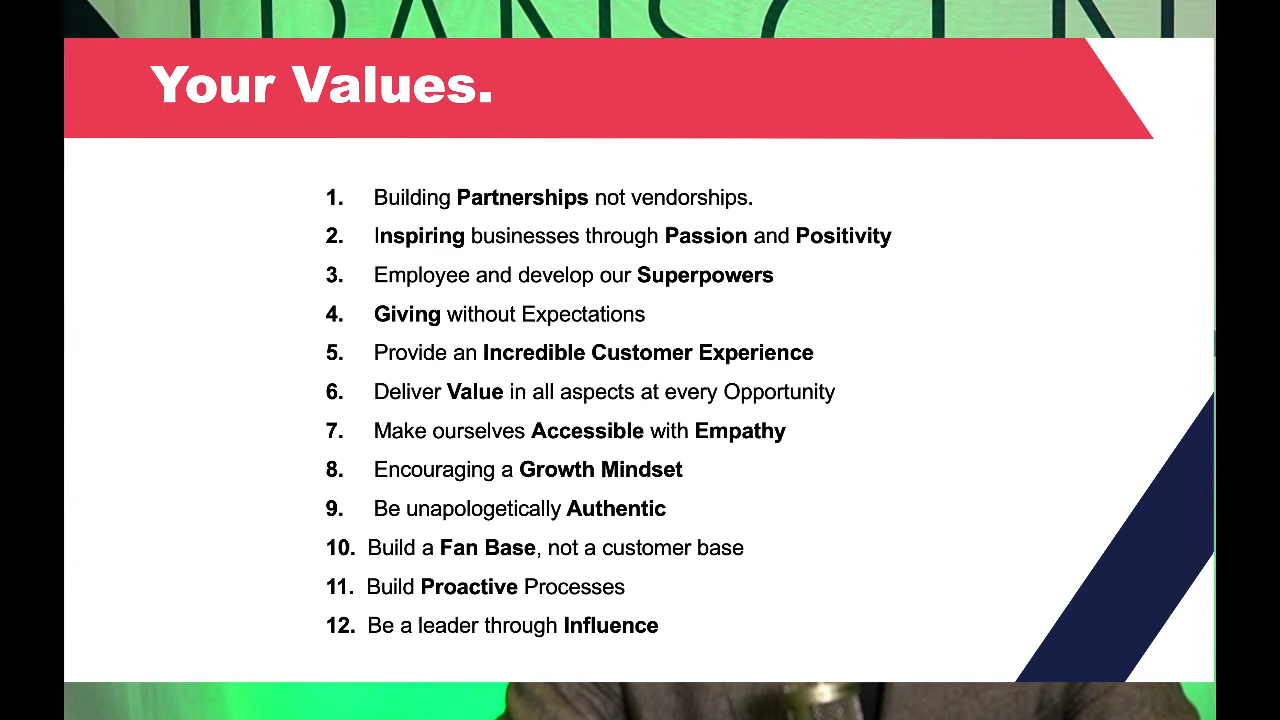 Your Values.
1. Building Partnerships not vendorships.
2. Inspiring businesses through Passion and Positivity
3. Employee and develop our Superpowers
4. Giving without Expectations
5. Provide an Incredible Customer Experience
6. Deliver Value in all aspects at every Opportunity
7. Make ourselves Accessible with Empathy
8. Encouraging a Growth Mindset
9. Be unapologetically Authentic
10. Build a Fan Base, not a customer base
11. Build Proactive Processes
12. Be a leader through Influence